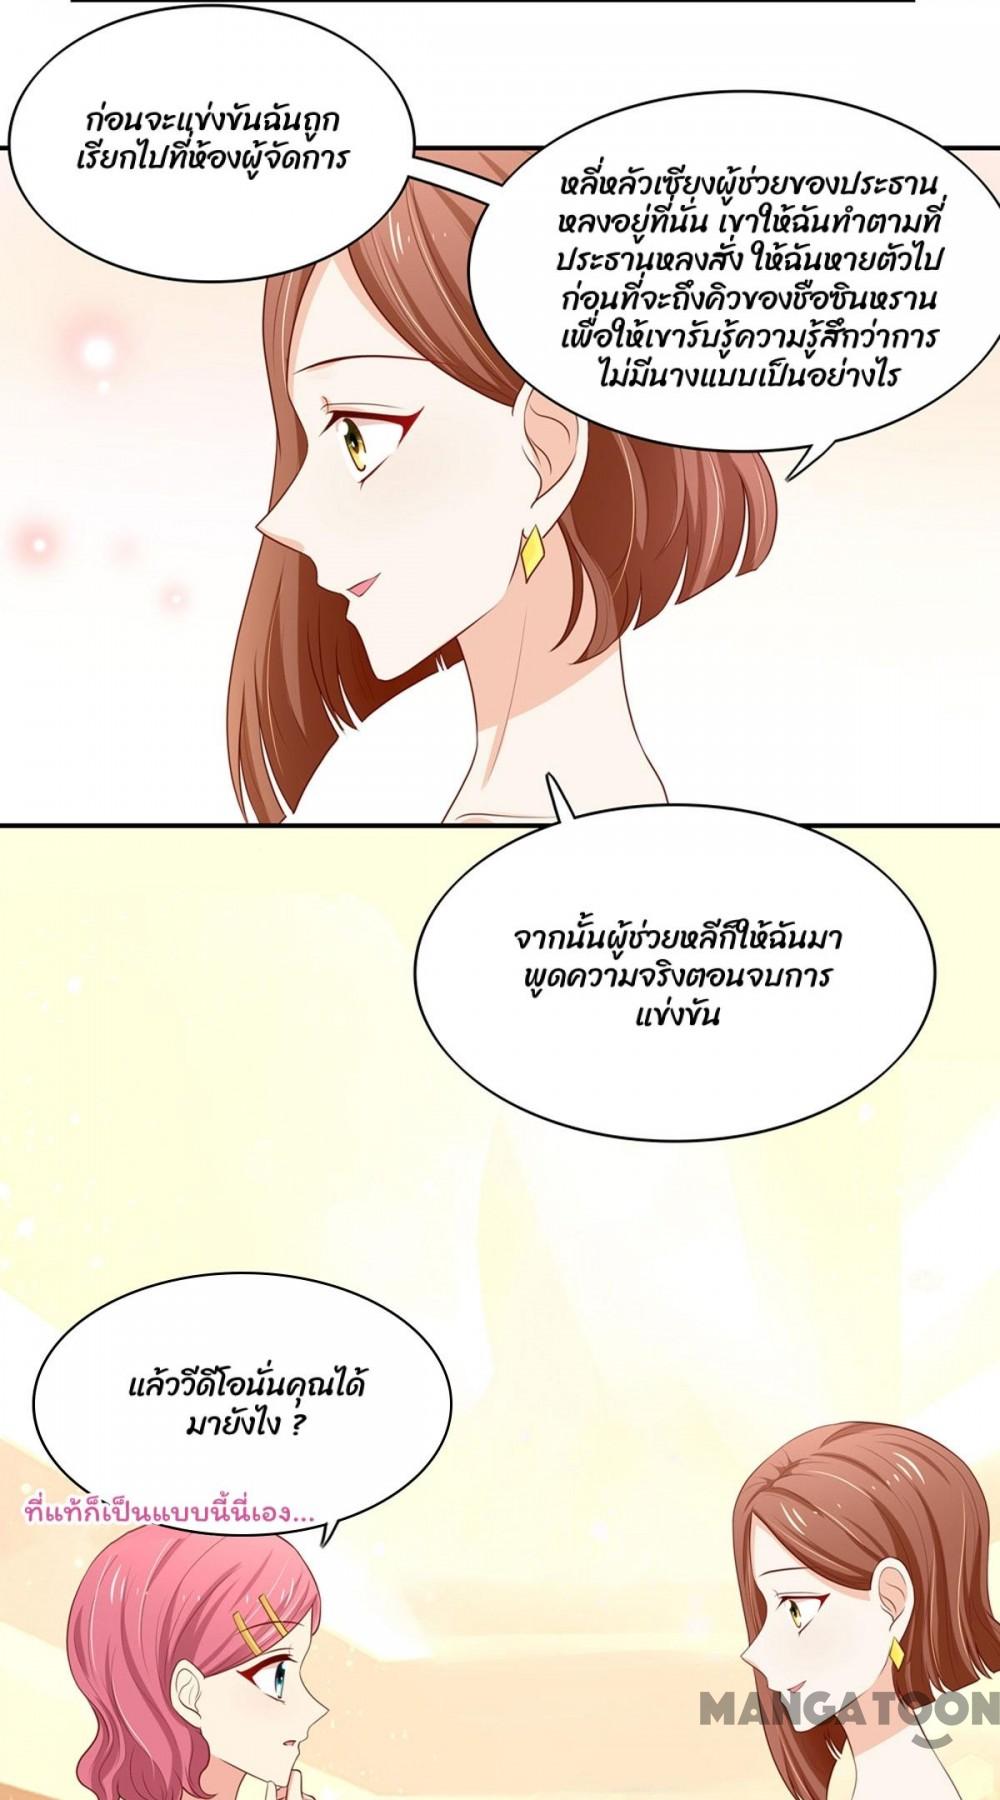 ก่อนจะแข่งขันฉันถูก
เรียกไปที่ห้องผู้จัดการ
หลี่หลัวเซียงผู้ช่วยของประธาน
หลงอยู่ที่นั่น เขาให้ฉันทำตามที่
ประธานหลงสั่ง ให้ฉันหายตัวไป
ก่อนที่จะถึงคิวของซือซินหราน
เพื่อให้เขารับรู้ความรู้สึกว่าการ
ไม่มีนางแบบเป็นอย่างไร
จากนั้นผู้ช่วยหลีก็ให้ฉันมา
พูดความจริงตอนจบการ
แข่งขัน
แล้ววีดีโอนั่นคุณได้
มายังไง ?
ที่แท้ก็เป็นแบบนี้นี่เอง...
MANGATOON